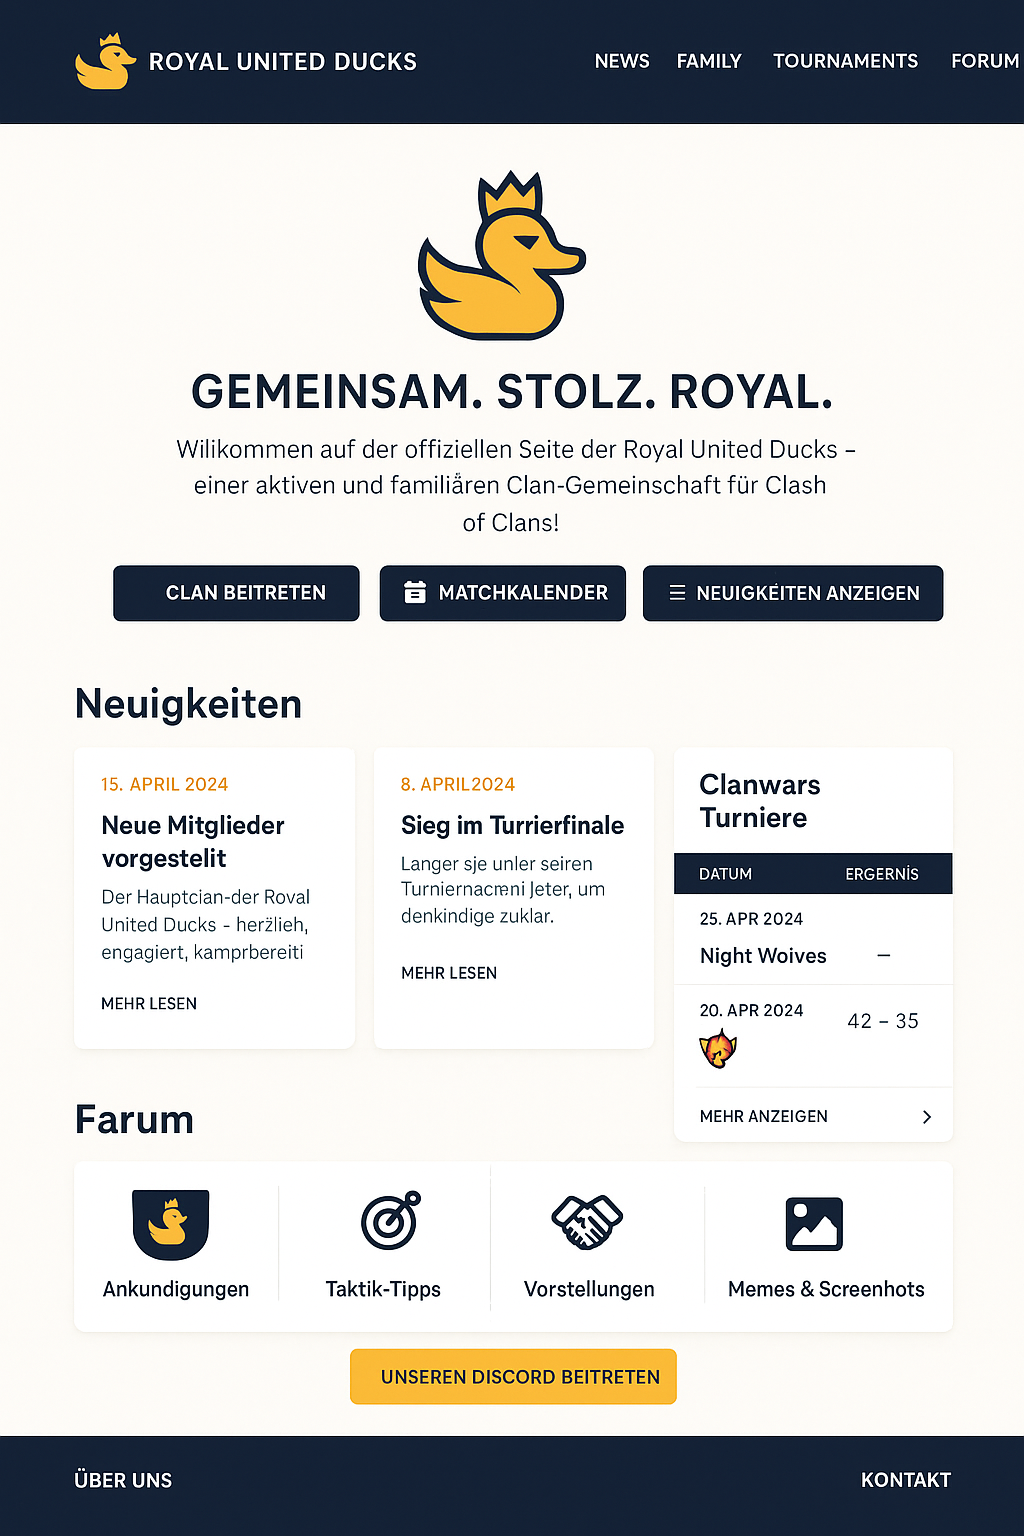 ROYAL UNITED DUCKS
NEWS FAMILY TOURNAMENTS FORUM
GEMEINSAM. STOLZ. ROYAL.
Wilikommen auf der offiziellen Seite der Royal United Ducks –
einer aktiven und familiåren Clan-Gemeinschaft für Clash
of Clans!
CLAN BEITRETEN
MATCHKALENDER
NEUIGKEITEN ANZEIGEN
Neuigkeiten
15. APRIL 2024
Neue Mitglieder
vorgestelit
Der Hauptcian-der Roval
United Ducks - heržlieh,
engagiert, kamprbereiti
MEHR LESEN
8. APRIL2024
Sieg im Turrierfinale
Langer sje unler seiren
Turniernacmni Jeter, um
denkindige zuklar.
MEHR LESEN
Clanwars
Turniere
DATUM ERGERNİS
25. APR 2024
Night Woives –
20. APR 2024
42 – 35
MEHR ANZEIGEN
Farum
Ankundigungen
Taktik-Tipps
Vorstellungen
Memes & Screenhots
UNSEREN DISCORD BEITRETEN
ÜBER UNS
KONTAKT